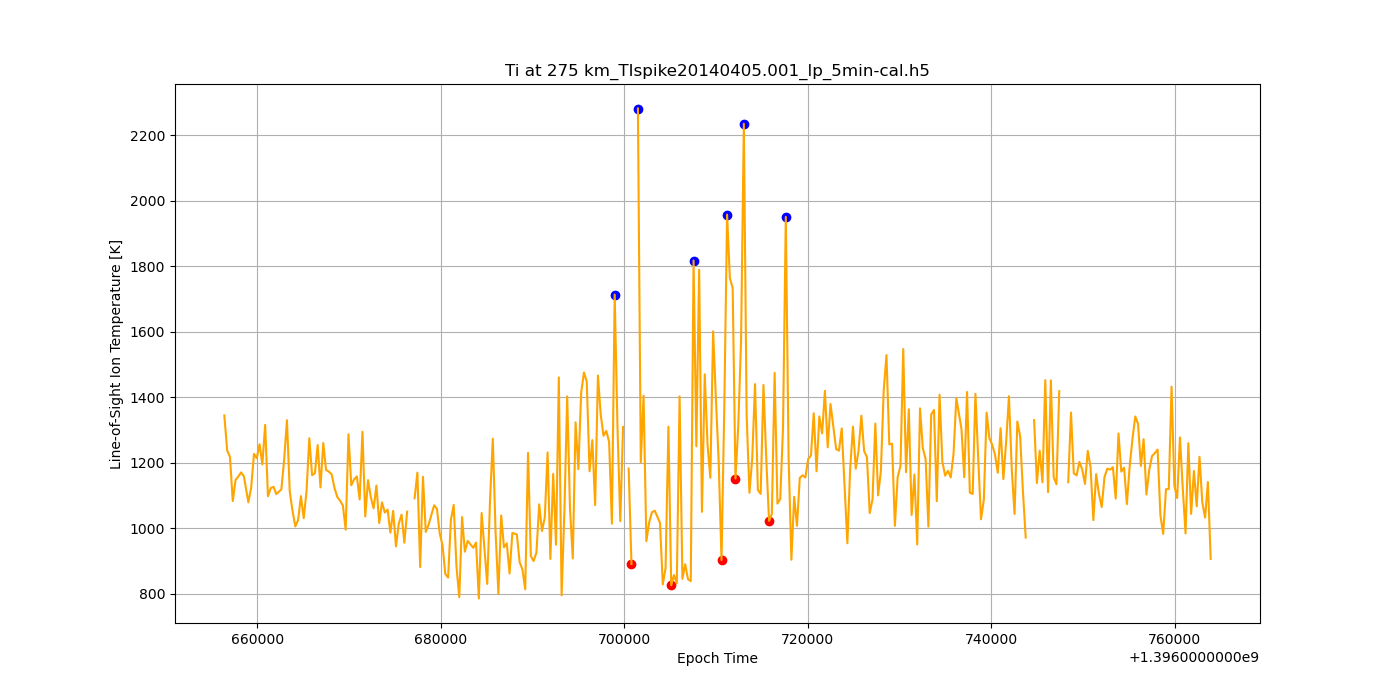 Ti at 275 km_TIspike20140405.001_lp_5min-cal.h5
Line-of-Sight Ion Temperature [K]
2200
2000
1800
1600
1400
1200
1000
800
660000 680000 700000 720000 740000 760000
Epoch Time
+1.3960000000e9